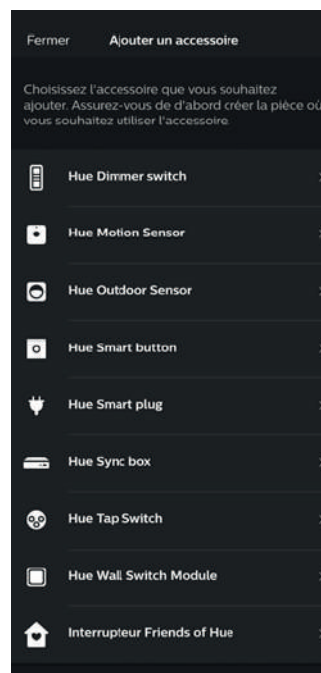 Fermer Ajouter un accessoire
Choisissez l'accessoire que vous souhaitez
ajouter. Assurez-vous de d'abord créer la pièce où
vous souhaitez utiliser l'accessoire.
Hue Dimmer switch
Hue Motion Sensor
Hue Outdoor Sensor
Hue Smart button
Hue Smart plug
Hue Sync box
Hue Tap Switch
Hue Wall Switch Module
Interrupteur Friends of Hue